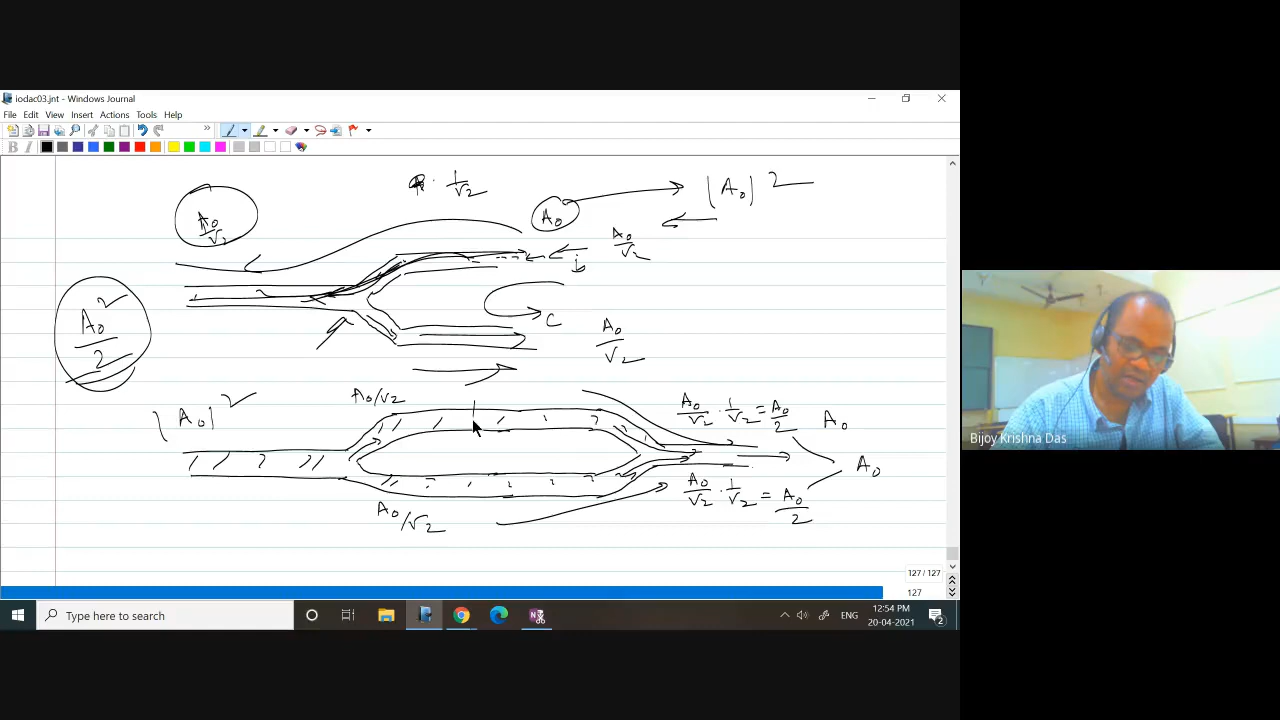 iodac03.jnt - Windows Journal
File Edit View Insert Actions Tools Help
A₀/√2
· 1/√2
A₀
|A₀|²
A₀/√2
b
c
A₀/√2
A₀²/2
|A₀|²
A₀/√2
A₀/√2 · 1/√2 = A₀/2
A₀
A₀
A₀/√2
A₀/√2 · 1/√2 = A₀/2
Bijoy Krishna Das
127 / 127
127
Type here to search
ENG
12:54 PM
20-04-2021
2